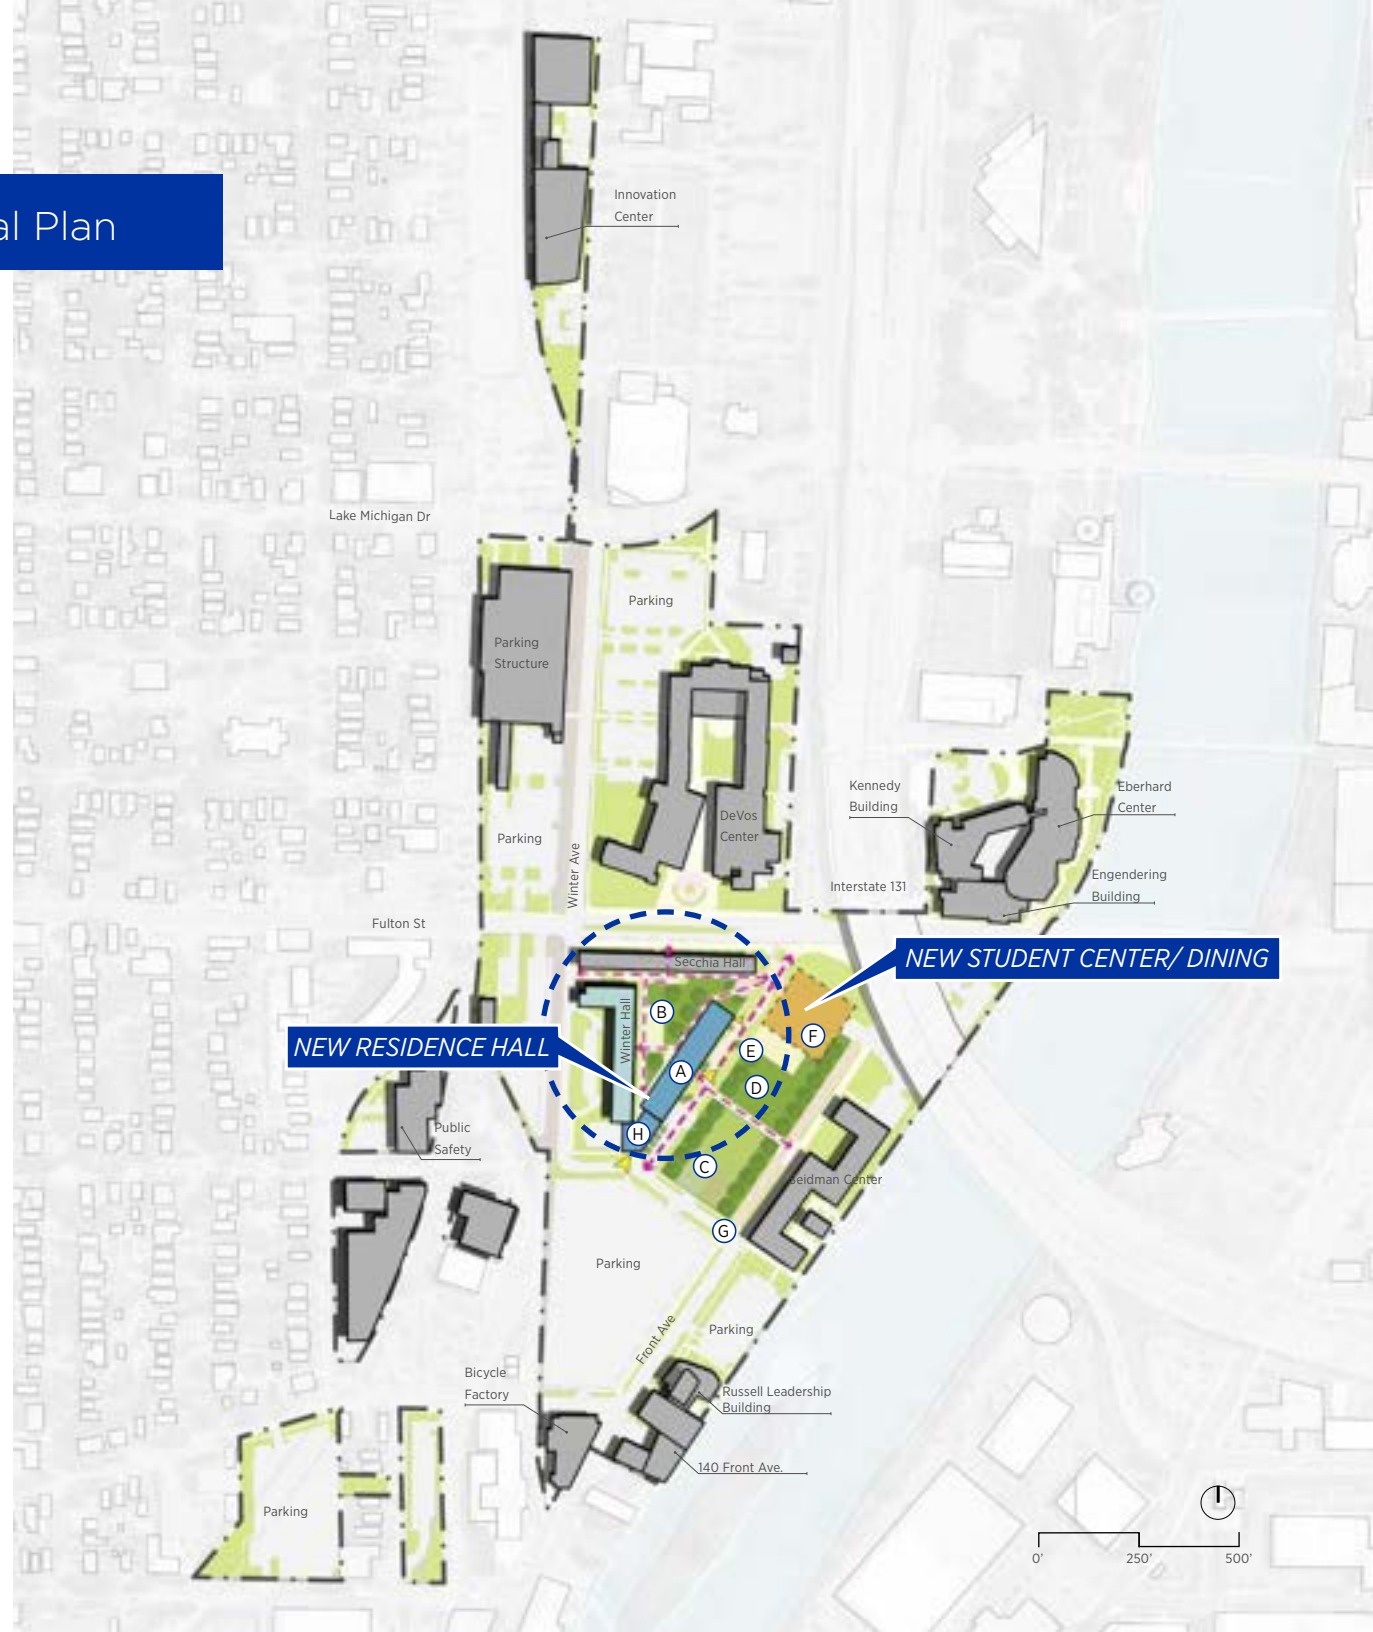 al Plan
Innovation
Center
Lake Michigan Dr
Parking
Parking
Structure
Kennedy
Building
Eberhard
Center
DeVos
Center
Parking
Winter Ave
Interstate 131
Engendering
Building
Fulton St
NEW STUDENT CENTER/ DINING
Secchia Hall
B
Winter Hall
F
NEW RESIDENCE HALL
E
A
D
Public
Safety
H
C
Seidman Center
G
Parking
Front Ave
Parking
Bicycle
Factory
Russell Leadership
Building
140 Front Ave.
Parking
0'
250'
500'